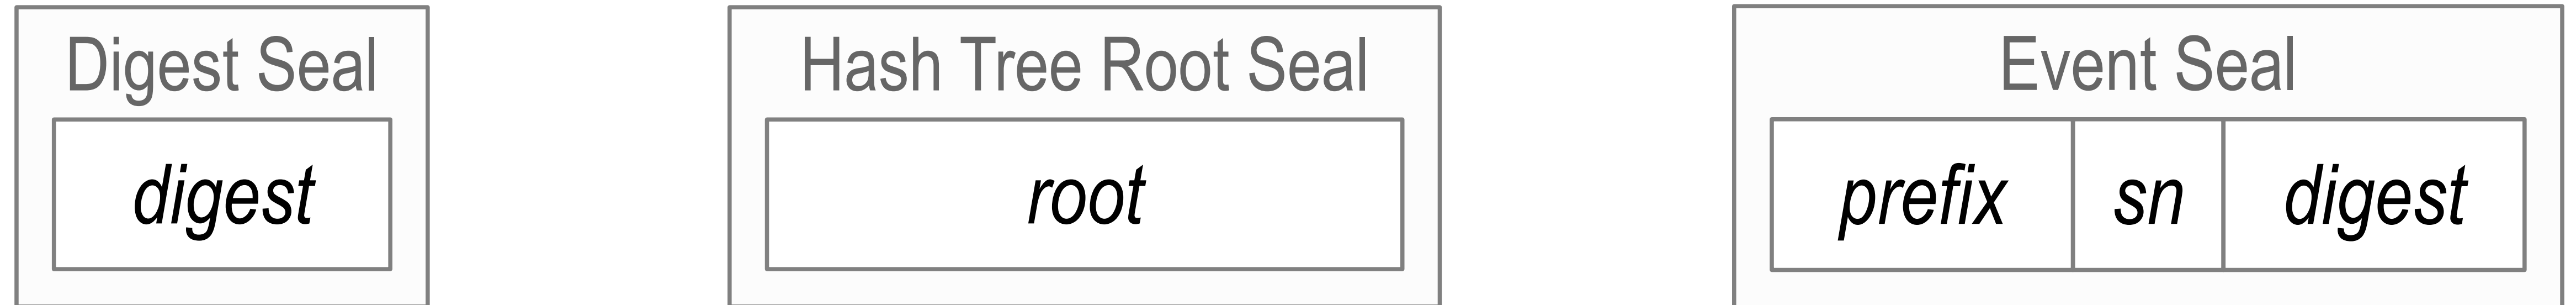 Digest Seal
digest
Hash Tree Root Seal
root
Event Seal
prefix sn digest